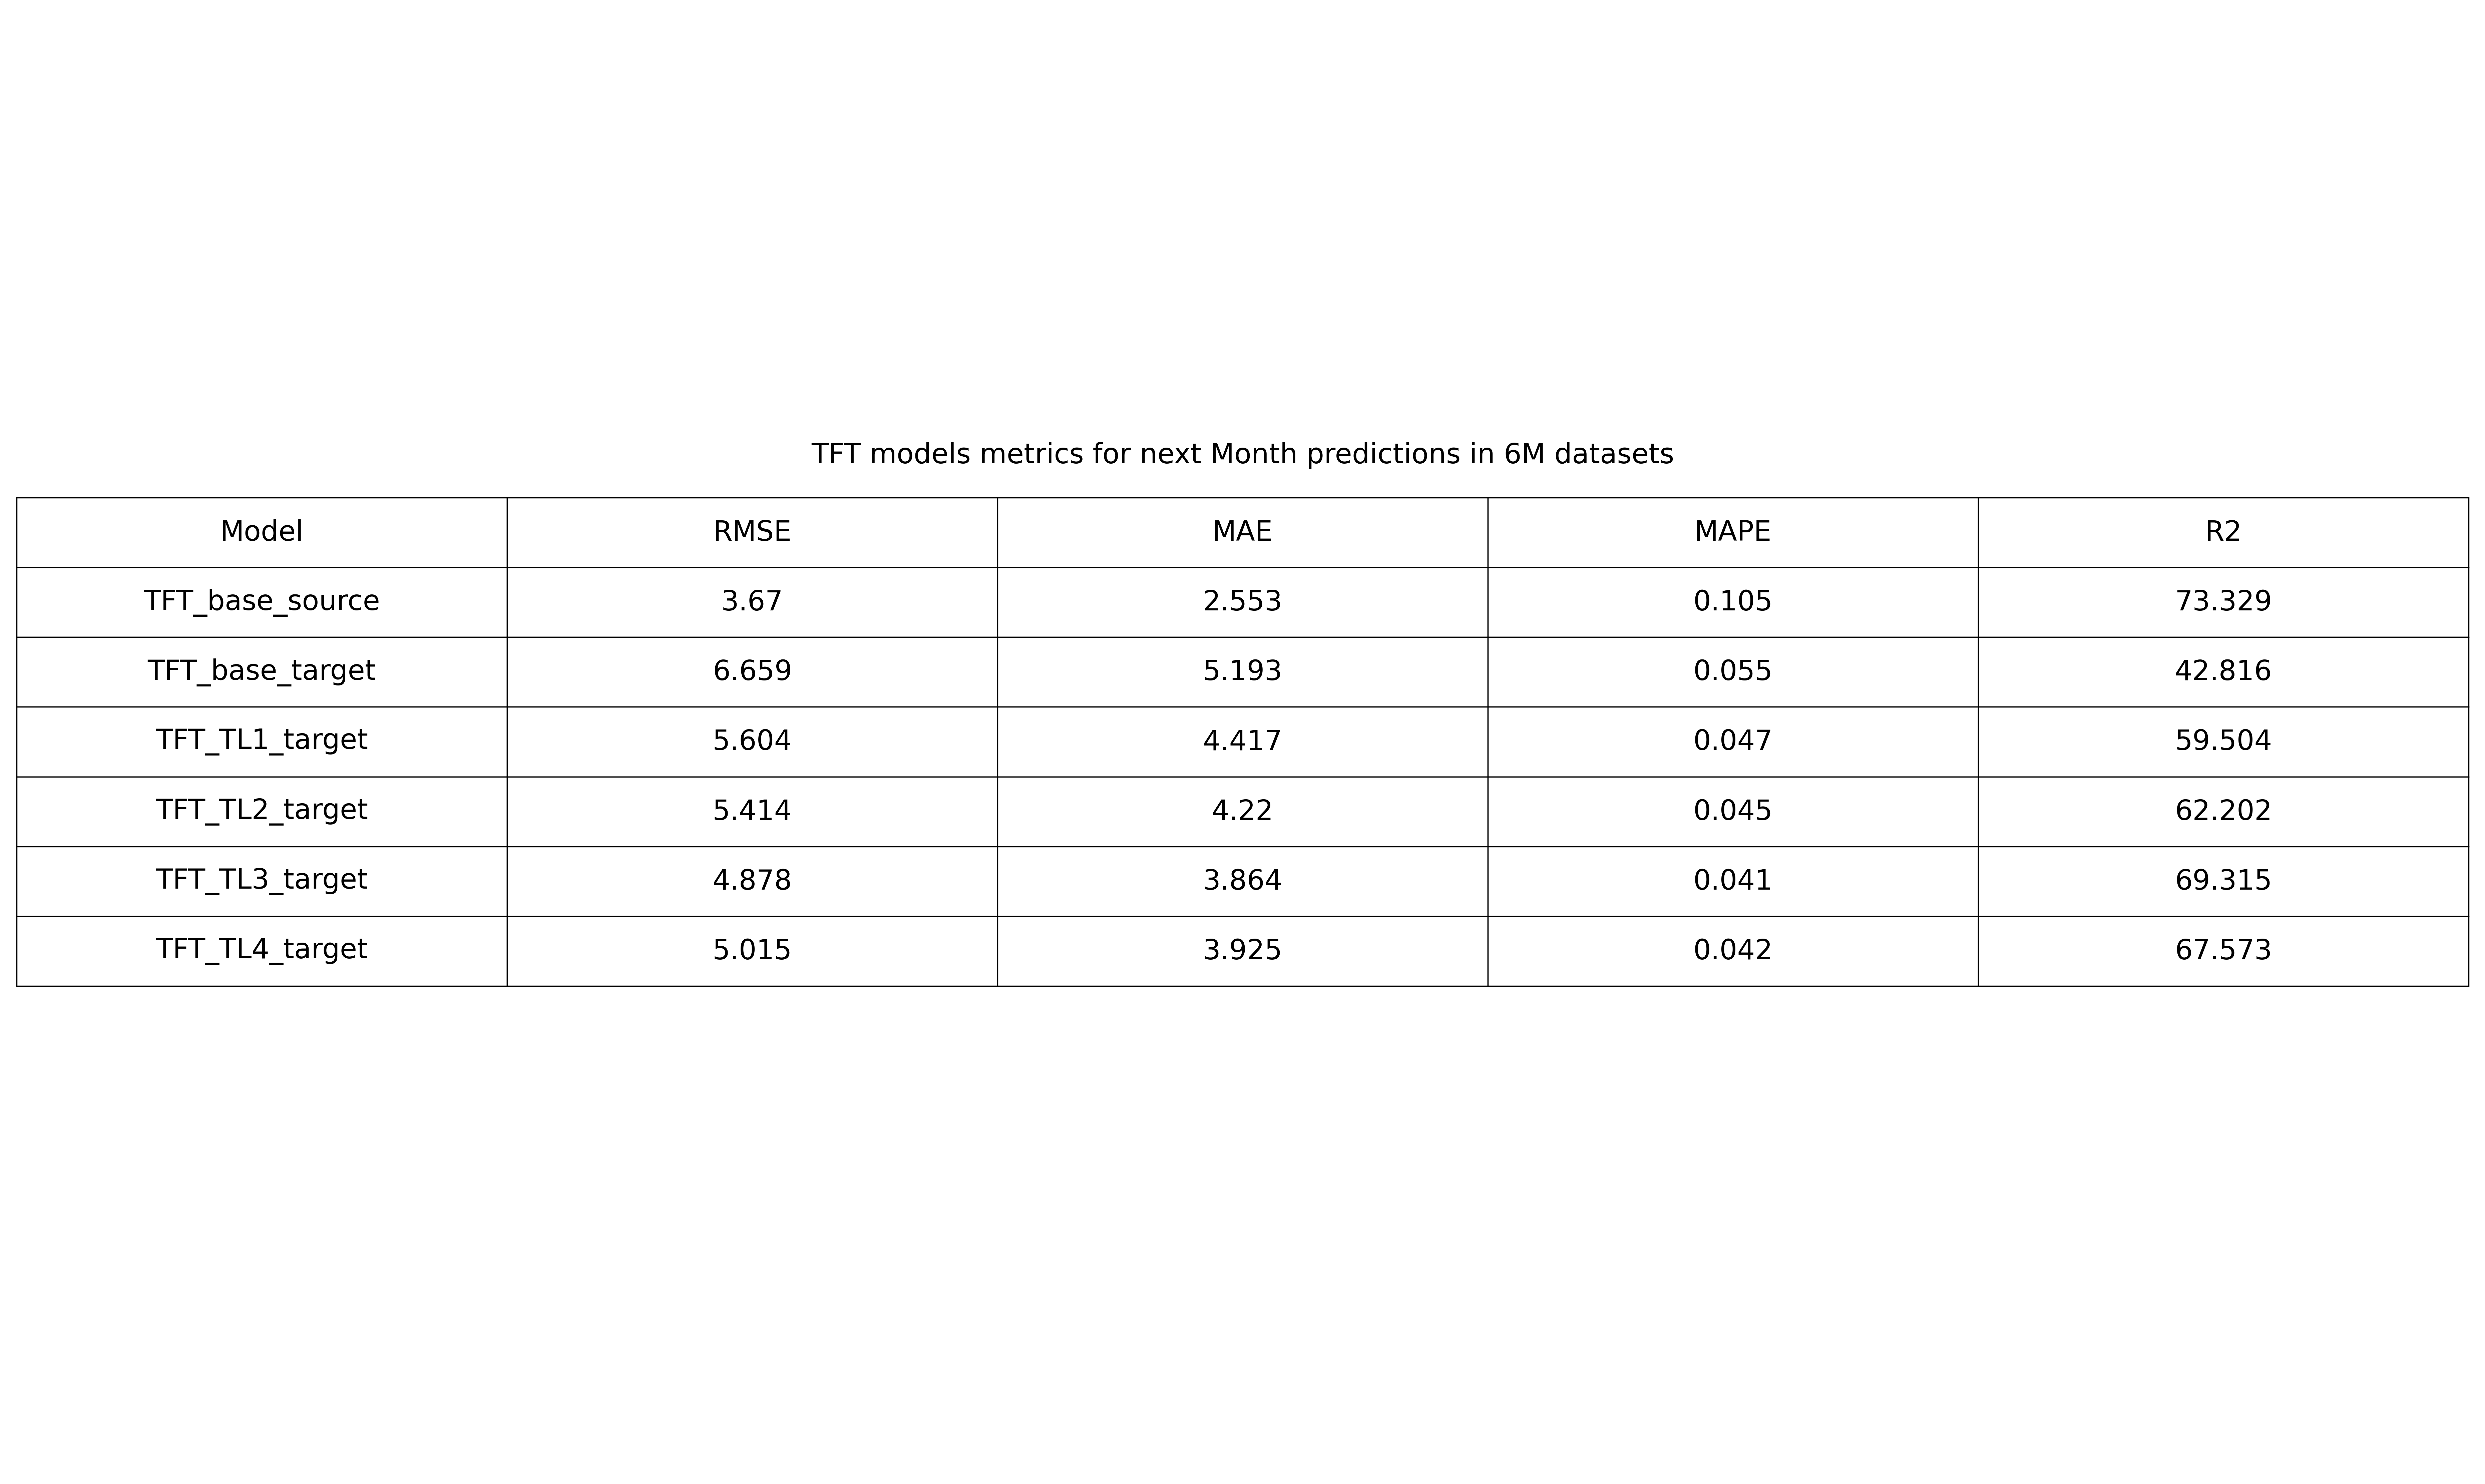 TFT models metrics for next Month predictions in 6M datasets
Model RMSE MAE MAPE R2
TFT_base_source 3.67 2.553 0.105 73.329
TFT_base_target 6.659 5.193 0.055 42.816
TFT_TL1_target 5.604 4.417 0.047 59.504
TFT_TL2_target 5.414 4.22 0.045 62.202
TFT_TL3_target 4.878 3.864 0.041 69.315
TFT_TL4_target 5.015 3.925 0.042 67.573